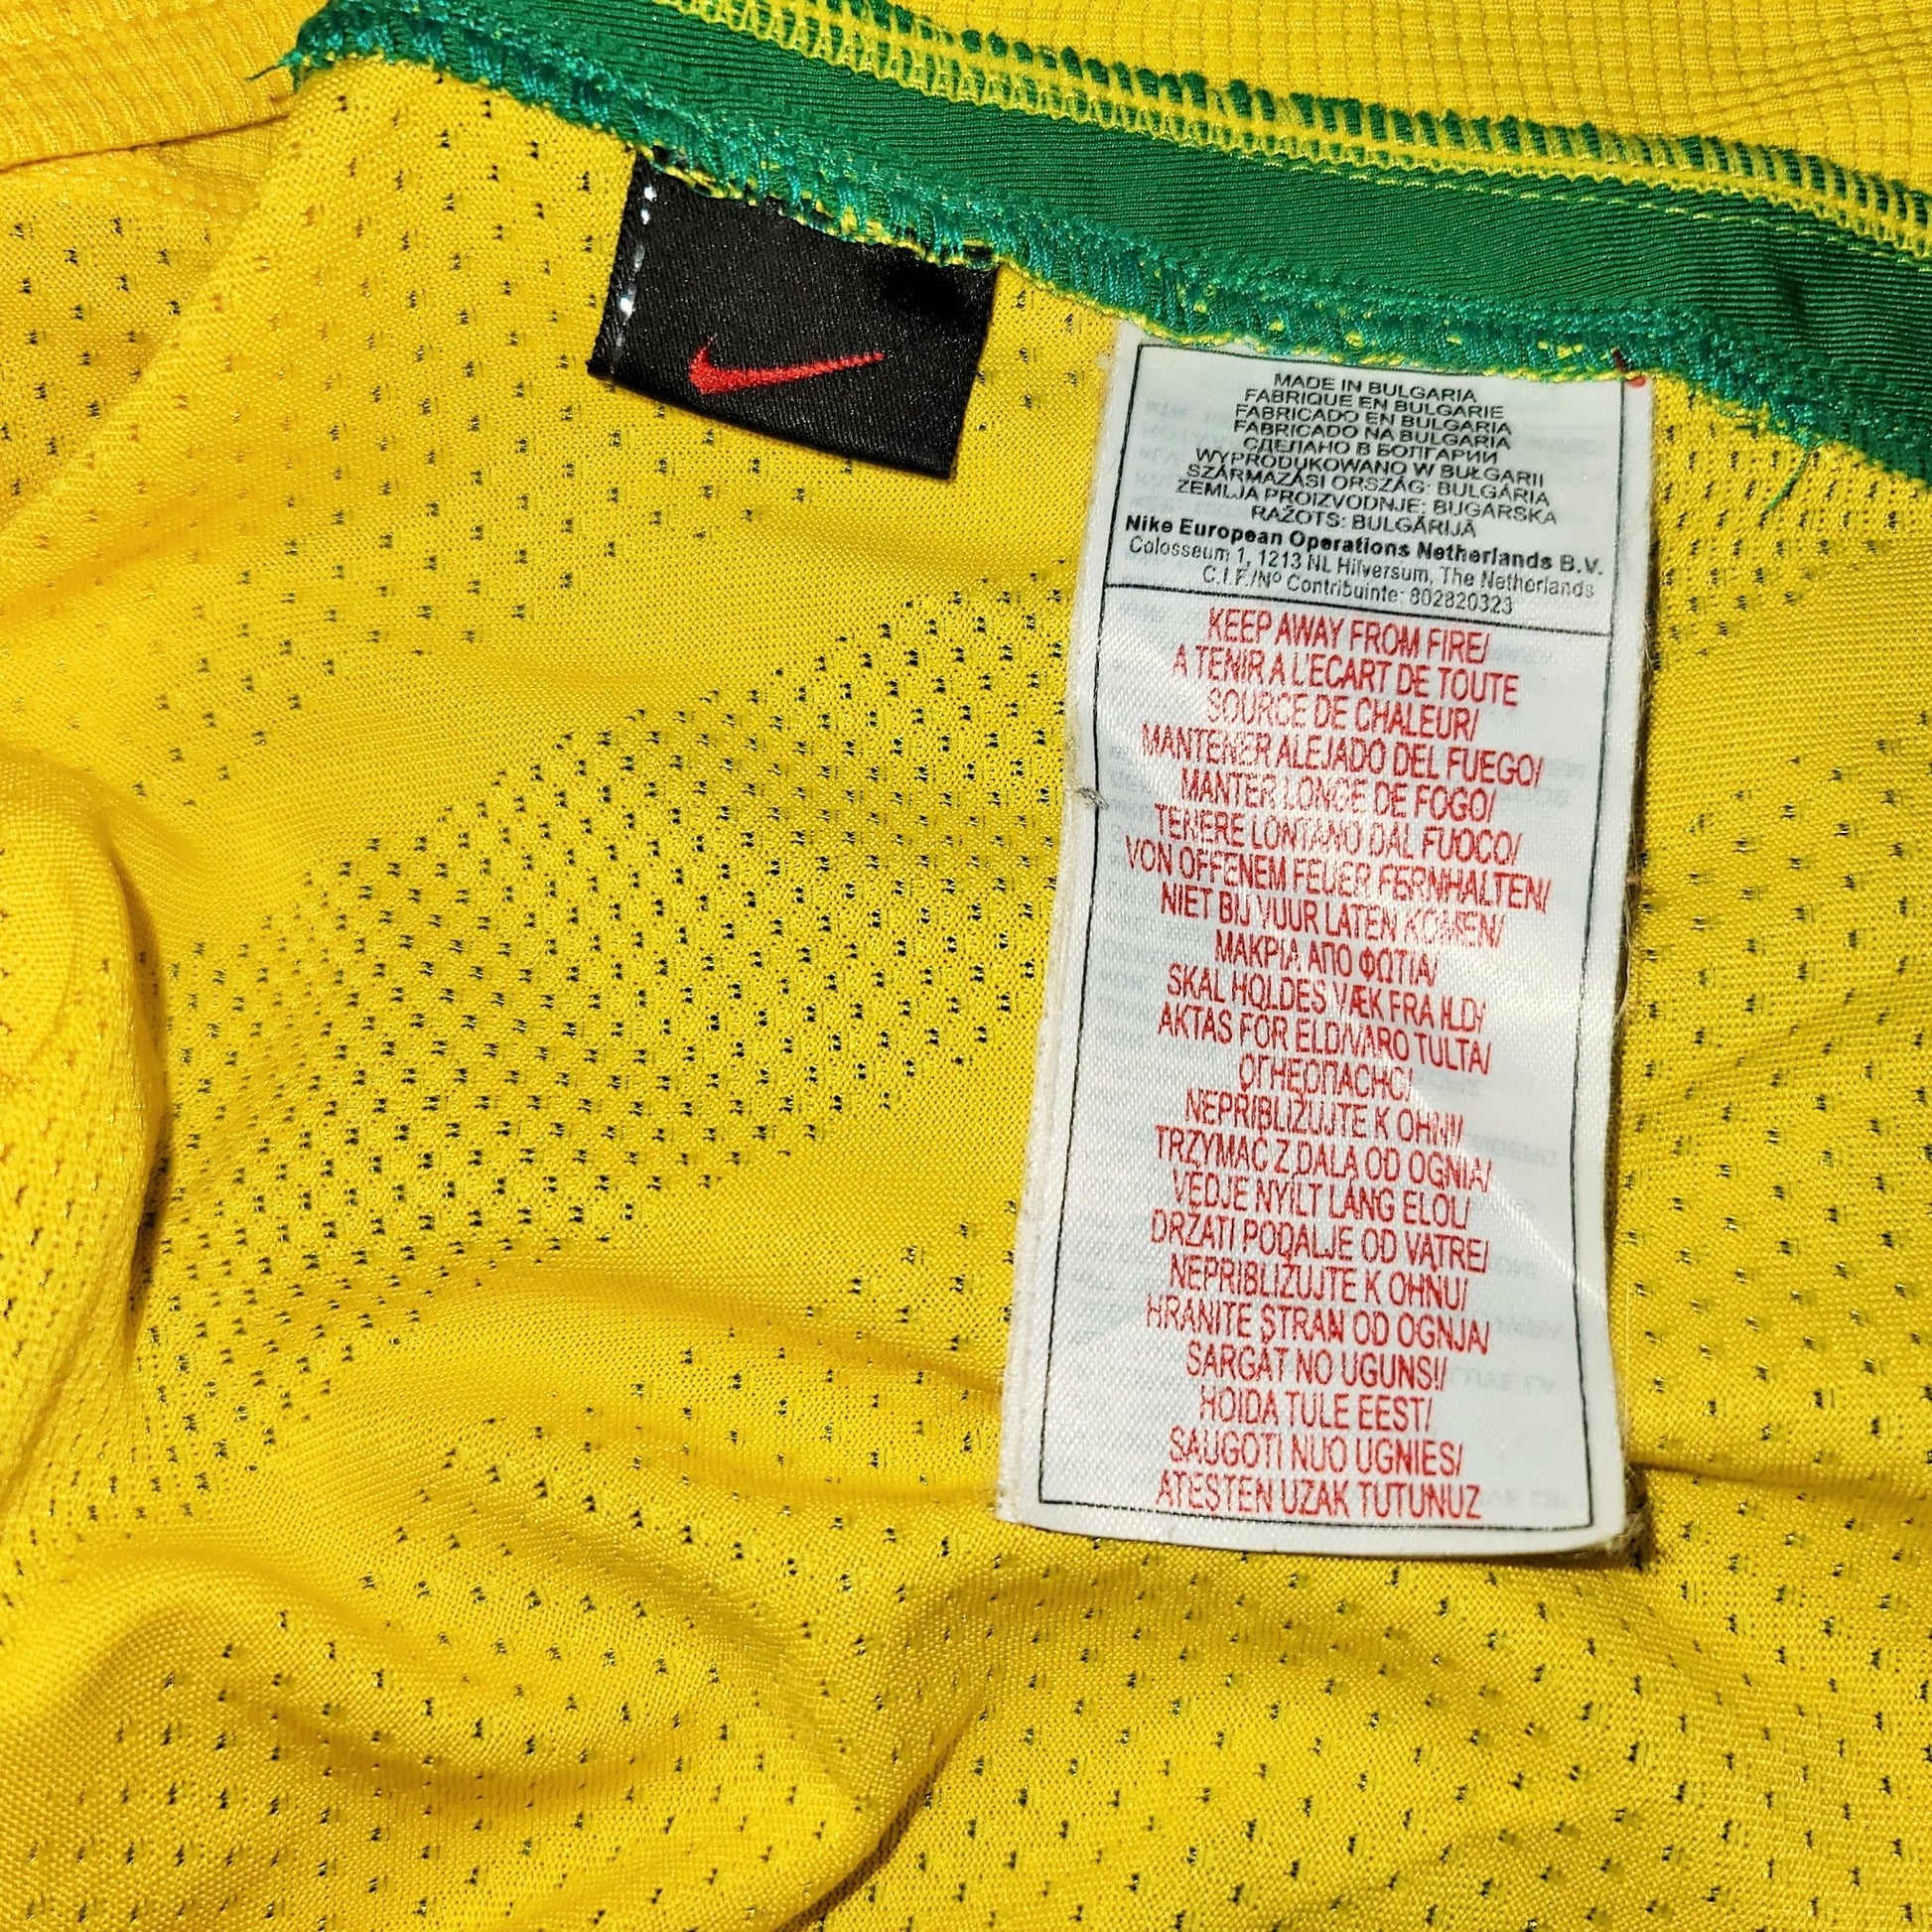 MADE IN BULGARIA
FABRIQUE EN BULGARIE
FABRICADO EN BULGARIA
FABRICADO NA BULGARIA
СДЕЛАНО В БОЛГАРИИ
WYPRODUKOWANO W BUŁGARII
SZÁRMAZÁSI ORSZÁG: BULGÁRIA
ZEMLJA PROIZVODNJE: BUGARSKA
RAŽOTS: BULGĀRIJĀ
Nike European Operations Netherlands B.V.
Colosseum 1, 1213 NL Hilversum, The Netherlands
C.I.F./Nº Contribuinte: 802820323
KEEP AWAY FROM FIRE/
A TENIR A L'ECART DE TOUTE
SOURCE DE CHALEUR/
MANTENER ALEJADO DEL FUEGO/
MANTER LONGE DE FOGO/
TENERE LONTANO DAL FUOCO/
VON OFFENEM FEUER FERNHALTEN/
NIET BIJ VUUR LATEN KOMEN/
ΜΑΚΡΙΑ ΑΠΟ ΦΩΤΙΑ/
SKAL HOLDES VÆK FRA ILD/
AKTAS FÖR ELD/VARO TULTA/
ОГНЕОПАСНО/
NEPRIBLIŽUJTE K OHNI/
TRZYMAĆ Z DALA OD OGNIA/
VÉDJE NYÍLT LÁNG ELÖL/
DRŽATI PODALJE OD VATRE/
NEPRIBLIŽUJTE K OHŇU/
HRANITE STRAN OD OGNJA/
SARGĀT NO UGUNS!/
HOIDA TULE EEST/
SAUGOTI NUO UGNIES/
ATEŞTEN UZAK TUTUNUZ